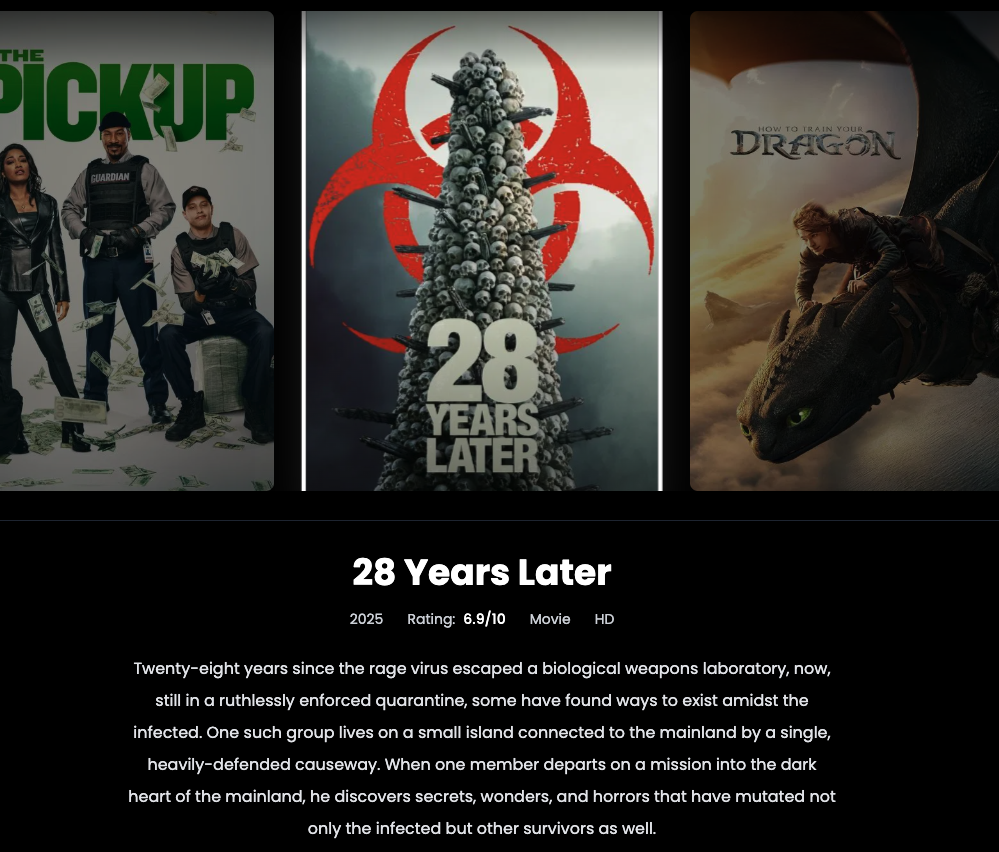 THE
PICKUP
GUARDIAN
28
YEARS
LATER
HOW TO TRAIN YOUR
DRAGON
28 Years Later
2025 Rating: 6.9/10 Movie HD
Twenty-eight years since the rage virus escaped a biological weapons laboratory, now,
still in a ruthlessly enforced quarantine, some have found ways to exist amidst the
infected. One such group lives on a small island connected to the mainland by a single,
heavily-defended causeway. When one member departs on a mission into the dark
heart of the mainland, he discovers secrets, wonders, and horrors that have mutated not
only the infected but other survivors as well.